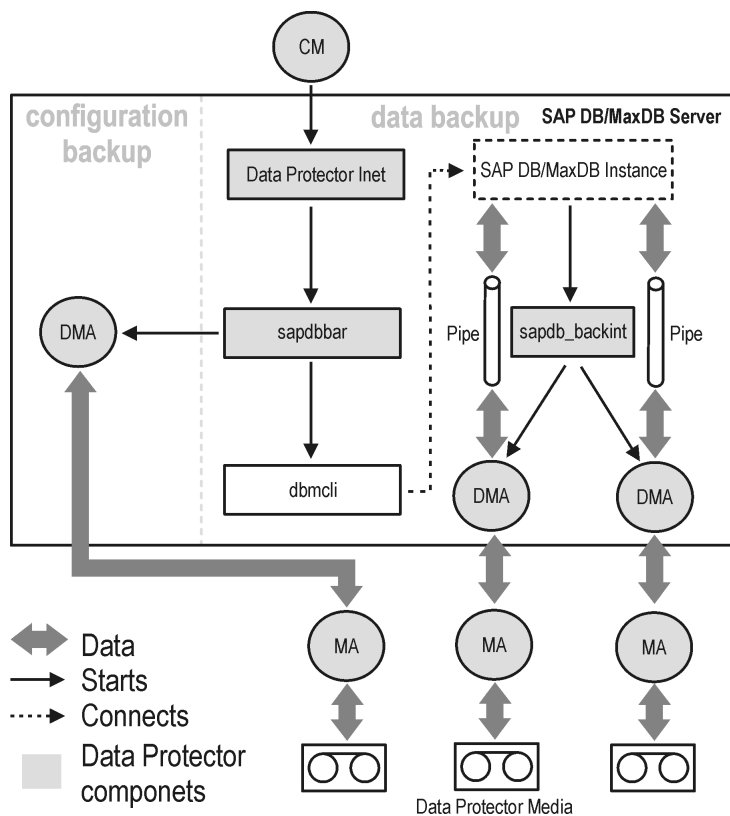 CM
configuration
backup
data backup
SAP DB/MaxDB Server
Data Protector Inet
SAP DB/MaxDB Instance
DMA
sapdbbar
Pipe
sapdb_backint
Pipe
dbmcli
DMA
DMA
MA
MA
MA
Data
Starts
Connects
Data Protector
componets
Data Protector Media